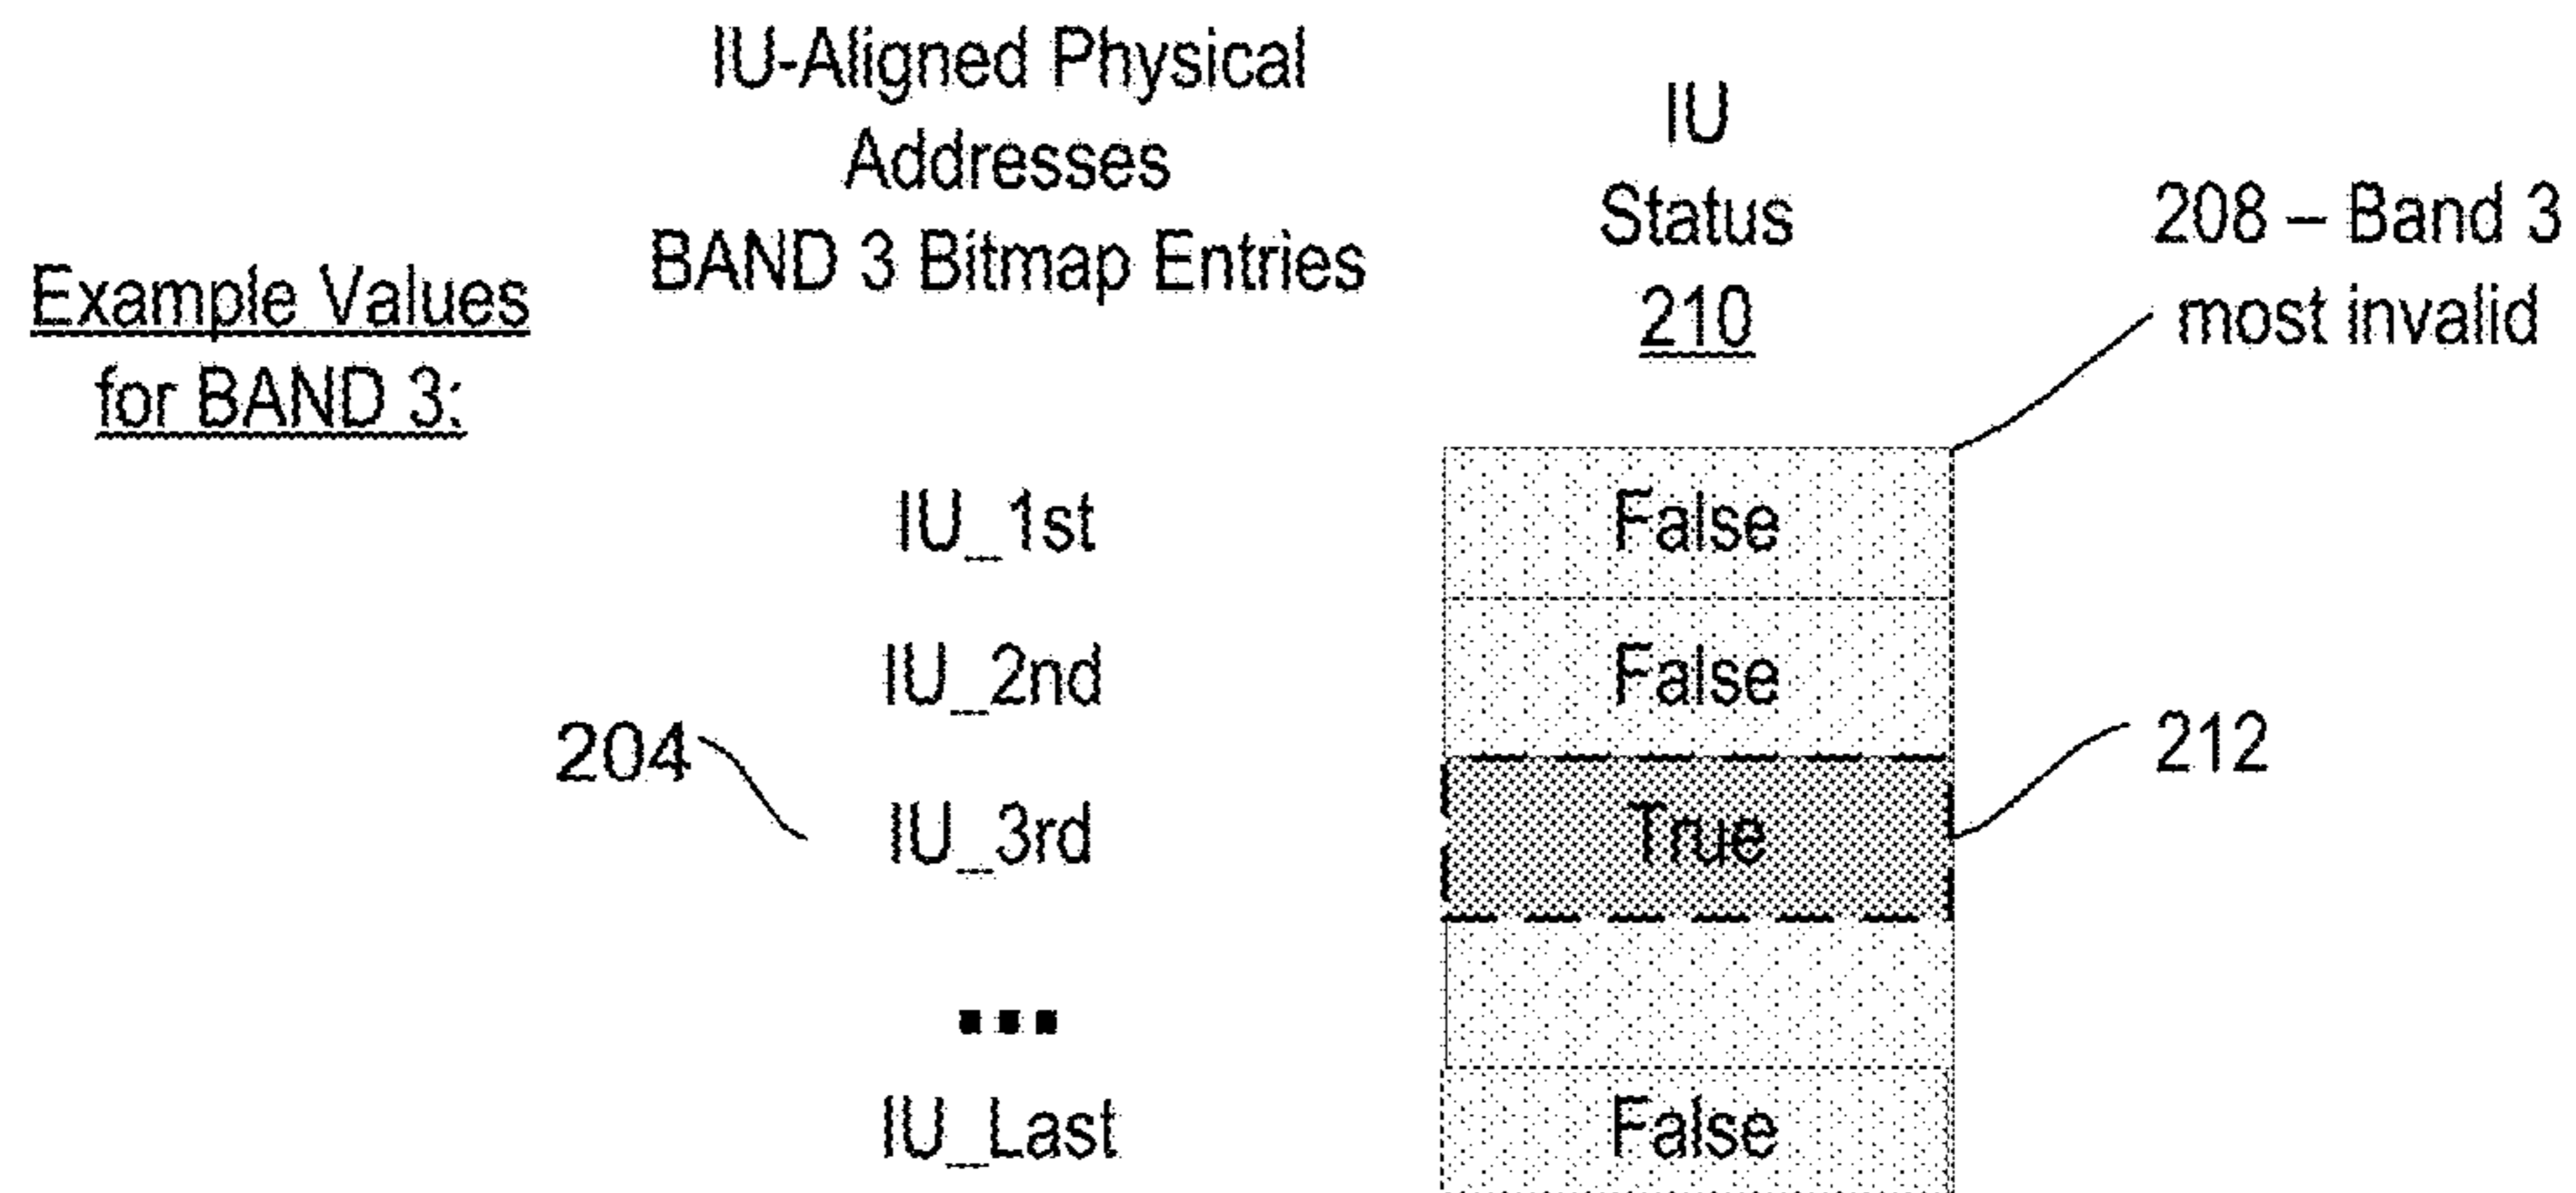 IU-Aligned Physical
Addresses
BAND 3 Bitmap Entries
IU
Status
210
208 – Band 3
most invalid
Example Values
for BAND 3:
IU_1st False
IU_2nd False
204 IU_3rd True 212
...
IU_Last False